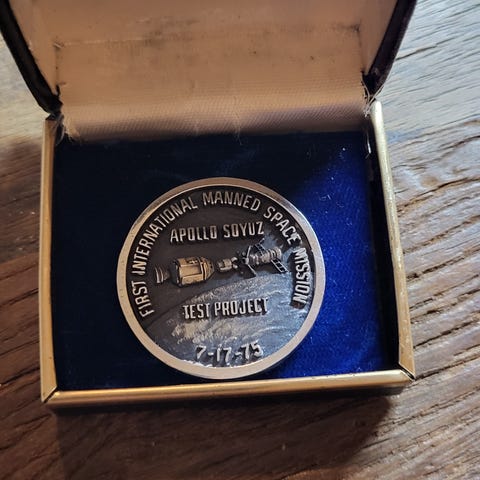 FIRST INTERNATIONAL MANNED SPACE MISSION
APOLLO SOYUZ
TEST PROJECT
7-17-75